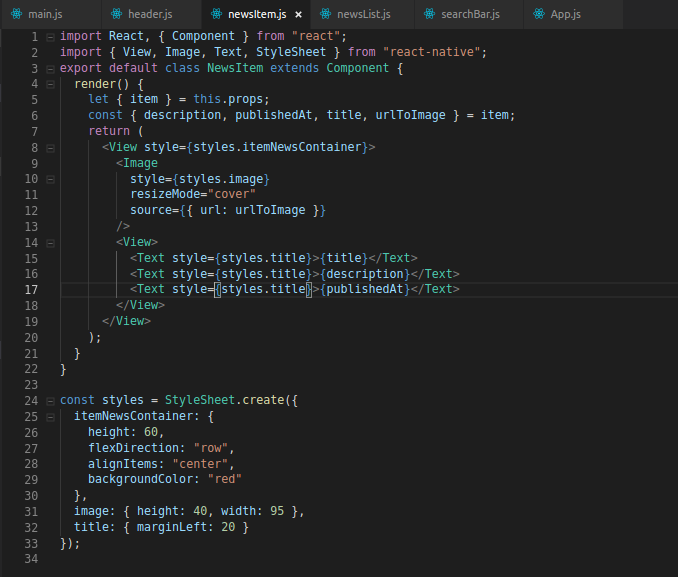 main.js header.js newsItem.js × newsList.js searchBar.js App.js
1 import React, { Component } from "react";
2 import { View, Image, Text, StyleSheet } from "react-native";
3 export default class NewsItem extends Component {
4   render() {
5     let { item } = this.props;
6     const { description, publishedAt, title, urlToImage } = item;
7     return (
8       <View style={styles.itemNewsContainer}>
9         <Image
10           style={styles.image}
11           resizeMode="cover"
12           source={{ url: urlToImage }}
13         />
14         <View>
15           <Text style={styles.title}>{title}</Text>
16           <Text style={styles.title}>{description}</Text>
17           <Text style={styles.title}>{publishedAt}</Text>
18         </View>
19       </View>
20     );
21   }
22 }
23
24 const styles = StyleSheet.create({
25   itemNewsContainer: {
26     height: 60,
27     flexDirection: "row",
28     alignItems: "center",
29     backgroundColor: "red"
30   },
31   image: { height: 40, width: 95 },
32   title: { marginLeft: 20 }
33 });
34